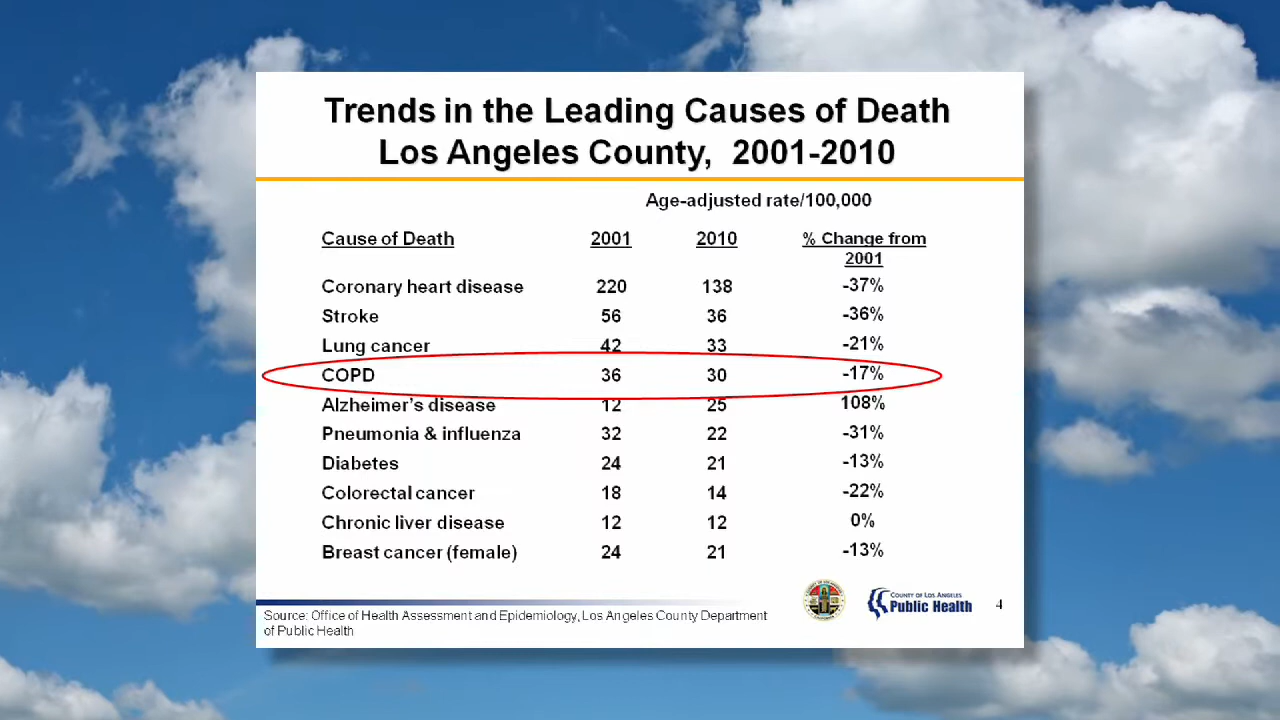 Trends in the Leading Causes of Death
Los Angeles County, 2001-2010
Age-adjusted rate/100,000
Cause of Death 2001 2010 % Change from
2001
Coronary heart disease 220 138 -37%
Stroke 56 36 -36%
Lung cancer 42 33 -21%
COPD 36 30 -17%
Alzheimer's disease 12 25 108%
Pneumonia & influenza 32 22 -31%
Diabetes 24 21 -13%
Colorectal cancer 18 14 -22%
Chronic liver disease 12 12 0%
Breast cancer (female) 24 21 -13%
Source: Office of Health Assessment and Epidemiology, Los Angeles County Department
of Public Health
COUNTY OF LOS ANGELES
Public Health
4